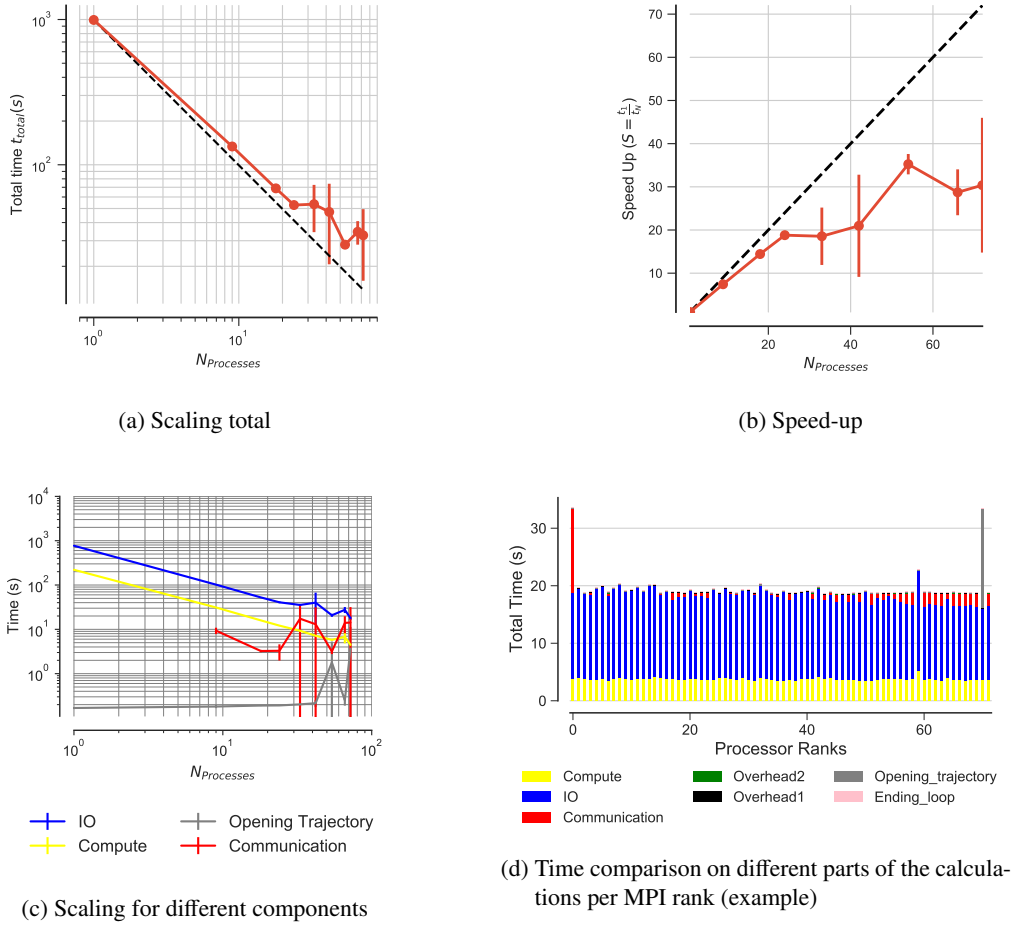 10³
10²
Total time t_total(s)
10⁰
10¹
N_Processes
(a) Scaling total
70
60
50
40
30
20
10
Speed Up (S = t₁/t_N)
20
40
60
N_Processes
(b) Speed-up
10⁴
10³
10²
10¹
10⁰
Time (s)
10⁰
10¹
10²
N_Processes
IO
Opening Trajectory
Compute
Communication
(c) Scaling for different components
30
20
10
0
Total Time (s)
0
20
40
60
Processor Ranks
Compute
Overhead2
Opening_trajectory
IO
Overhead1
Ending_loop
Communication
(d) Time comparison on different parts of the calcula-
tions per MPI rank (example)